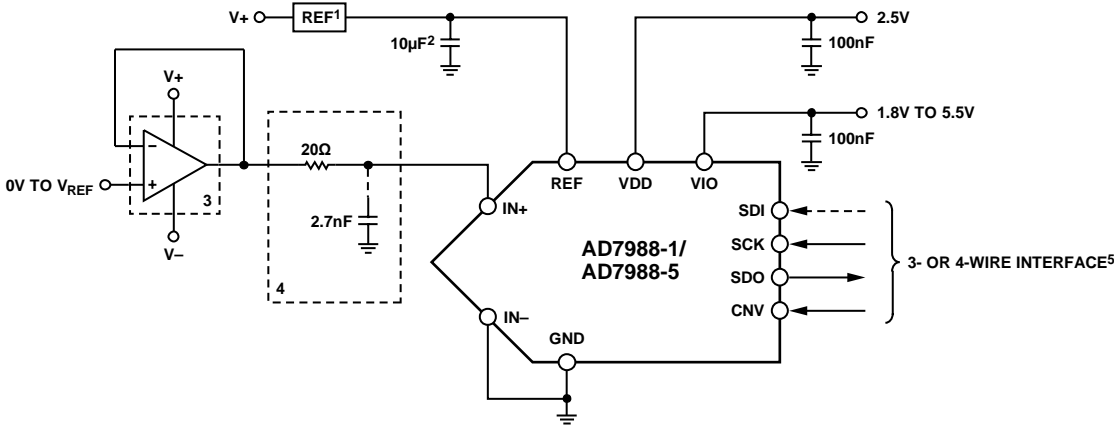 V+
REF1
10µF2
2.5V
100nF
1.8V TO 5.5V
100nF
V+
−
+
0V TO VREF
3
V−
20Ω
2.7nF
4
REF
VDD
VIO
IN+
IN−
GND
AD7988-1/
AD7988-5
SDI
SCK
SDO
CNV
3- OR 4-WIRE INTERFACE5